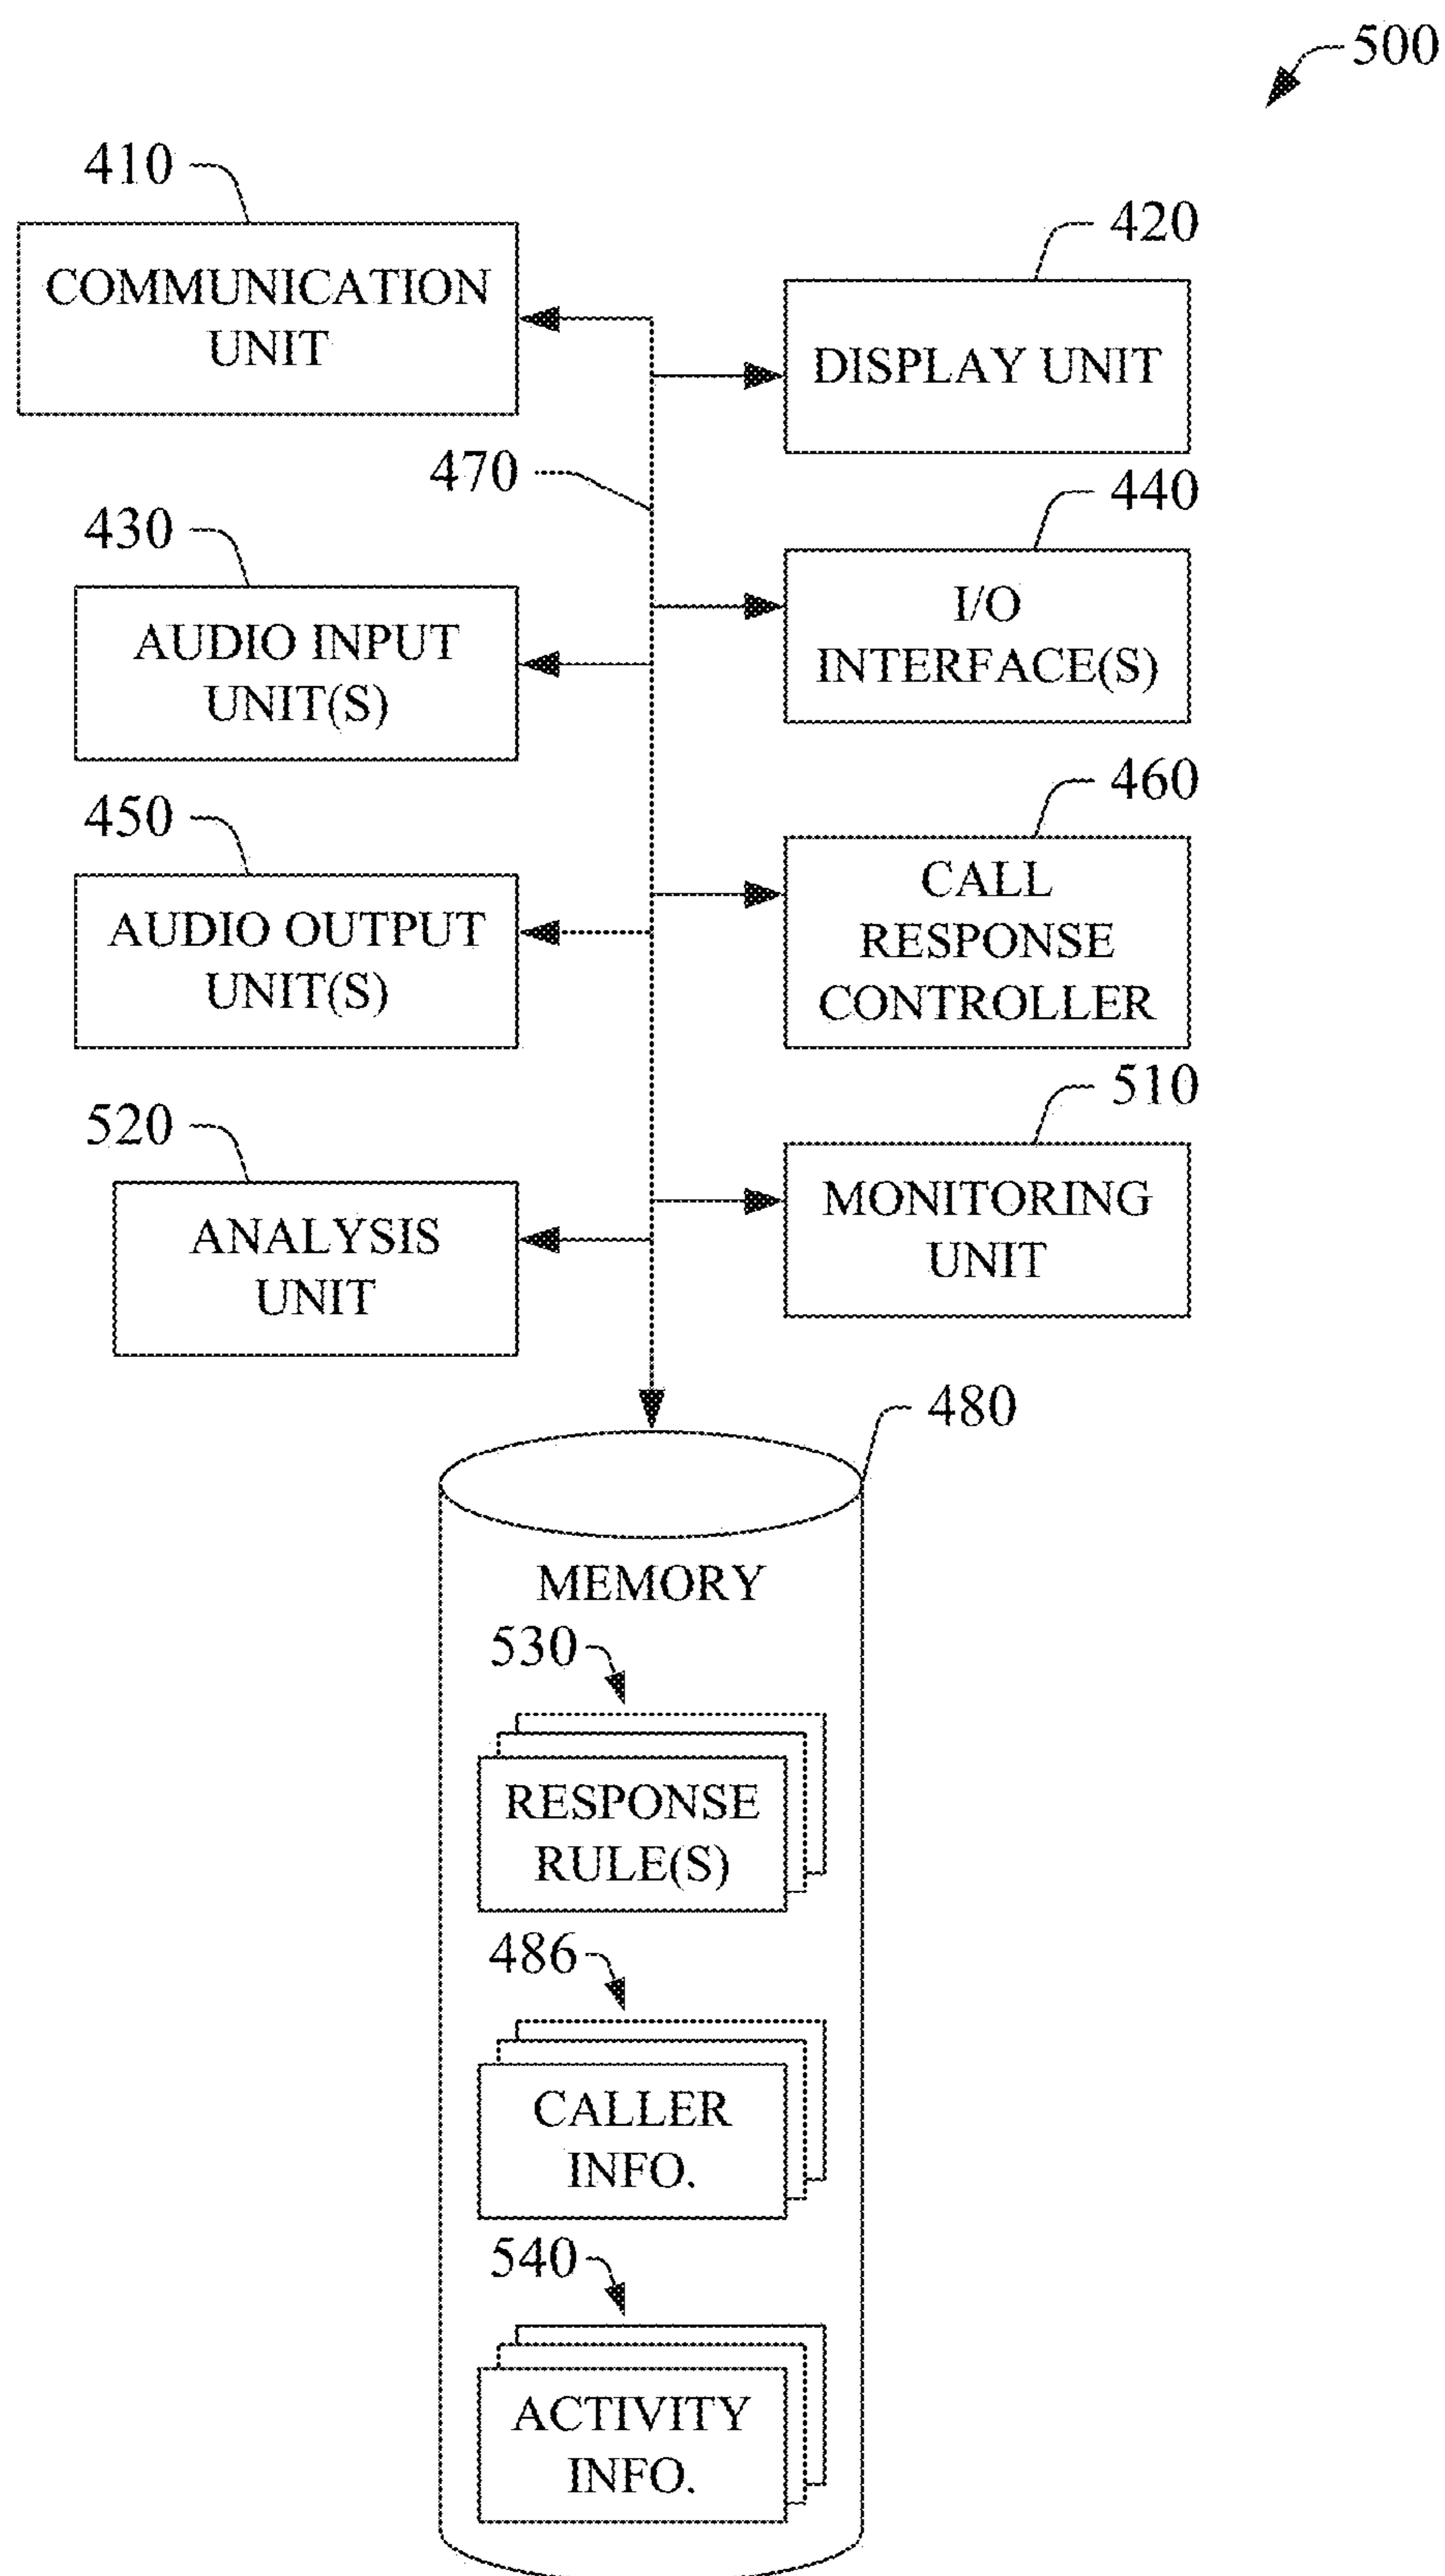 500
410
COMMUNICATION
UNIT
420
DISPLAY UNIT
470
430
AUDIO INPUT
UNIT(S)
440
I/O
INTERFACE(S)
450
AUDIO OUTPUT
UNIT(S)
460
CALL
RESPONSE
CONTROLLER
520
ANALYSIS
UNIT
510
MONITORING
UNIT
480
MEMORY
530
RESPONSE
RULE(S)
486
CALLER
INFO.
540
ACTIVITY
INFO.